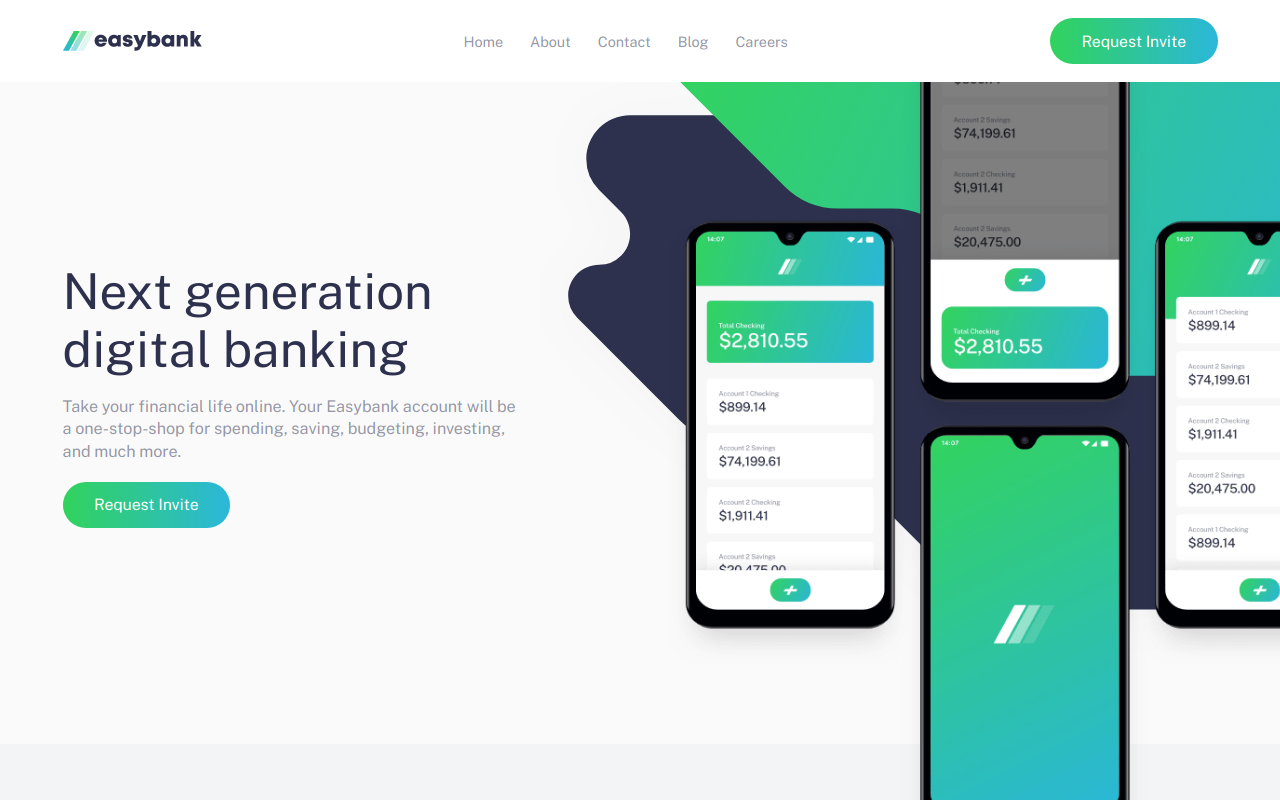 easybank
Home
About
Contact
Blog
Careers
Request Invite
Next generation
digital banking
Take your financial life online. Your Easybank account will be
a one-stop-shop for spending, saving, budgeting, investing,
and much more.
Request Invite
14:07
Total Checking
$2,810.55
Account 1 Checking
$899.14
Account 2 Savings
$74,199.61
Account 2 Checking
$1,911.41
Account 2 Savings
$20,475.00
Account 2 Savings
$74,199.61
Account 2 Checking
$1,911.41
Account 2 Savings
$20,475.00
Total Checking
$2,810.55
14:07
14:07
Account 1 Checking
$899.14
Account 2 Savings
$74,199.61
Account 2 Checking
$1,911.41
Account 2 Savings
$20,475.00
Account 1 Checking
$899.14